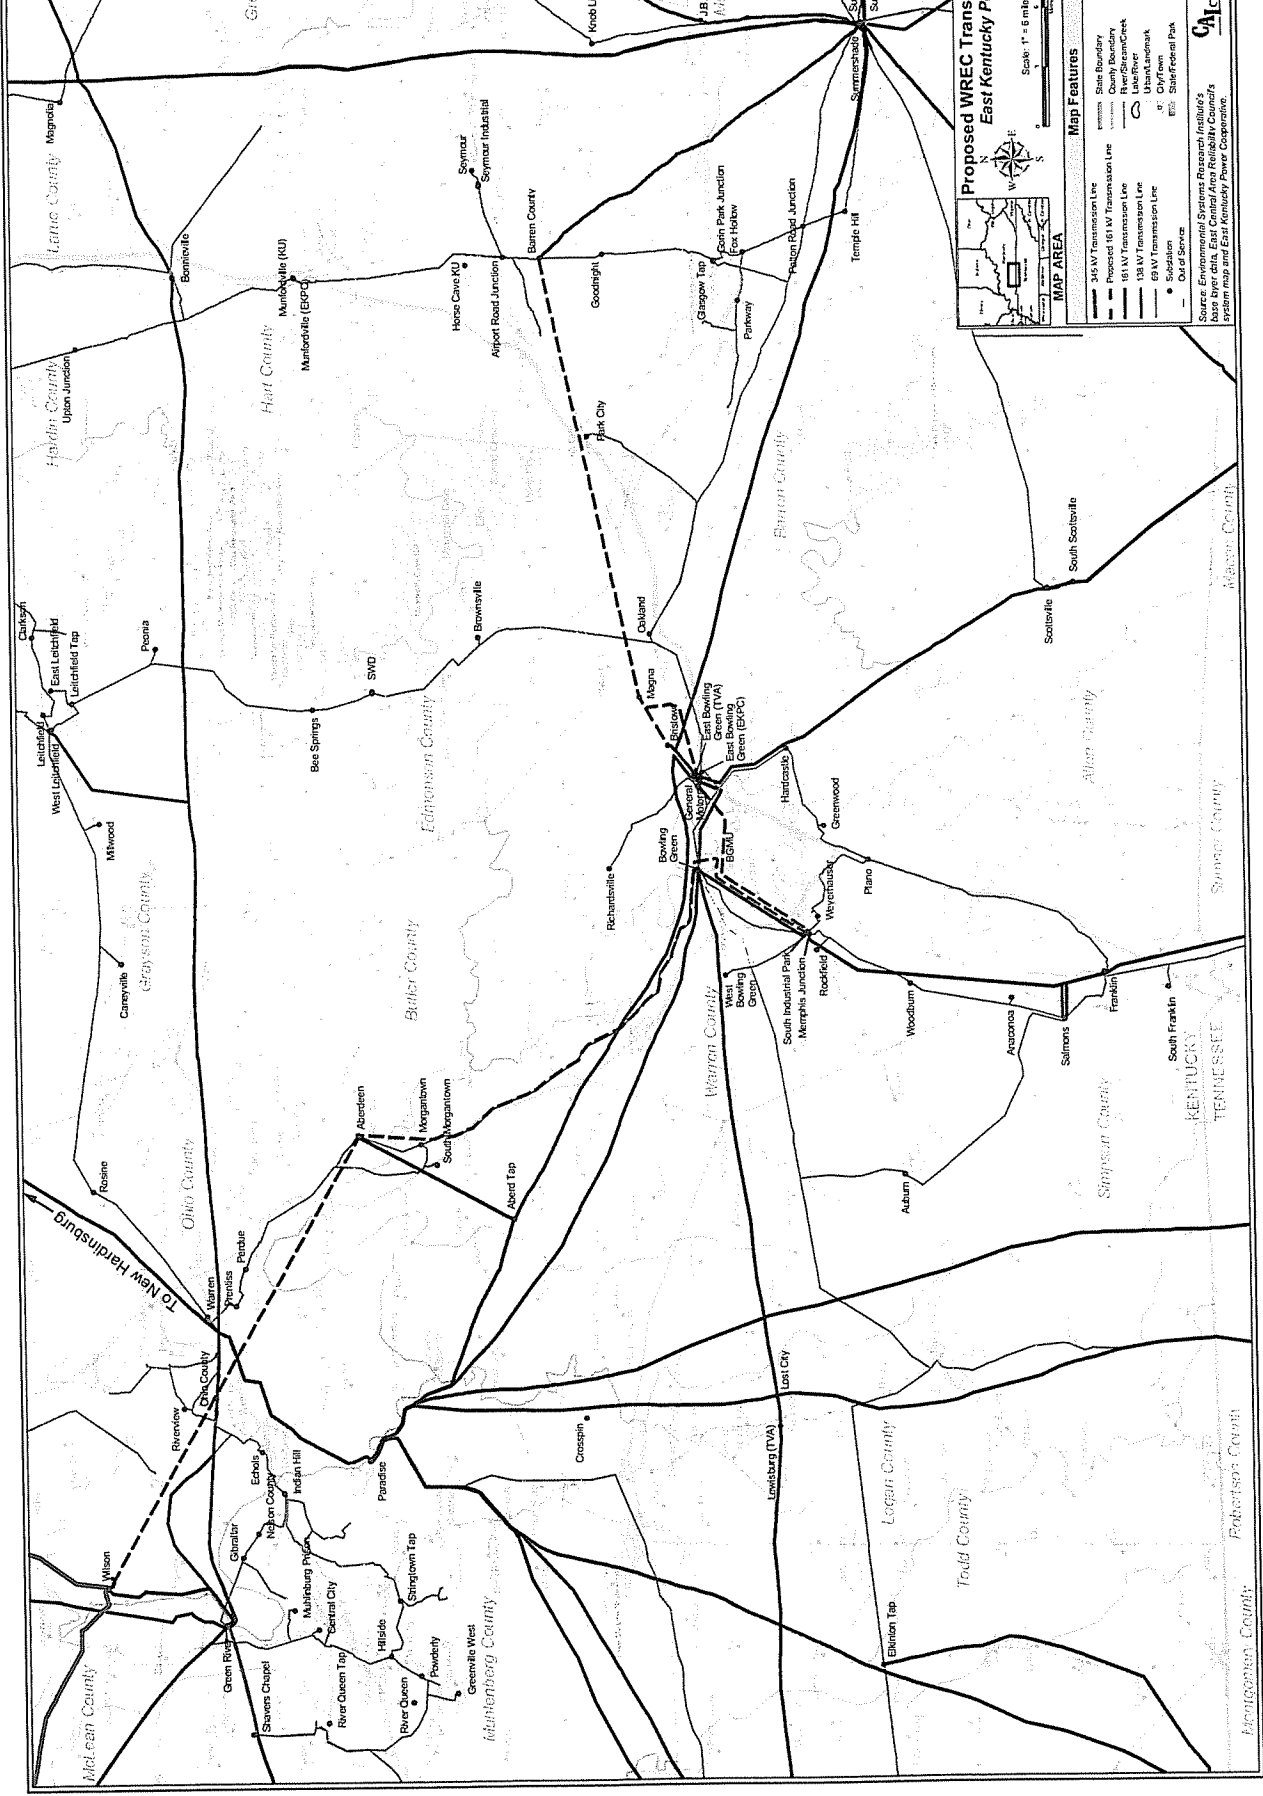 McLean County
Wilson
Green River
Shavers Chapel
River Queen Tap
River Queen
Powderly
Greenville West
Muhlenberg County
Hillside
Stringtown Tap
Central City
Muhlnburg Prison
Gibraltar
Nelson County
Indian Hill
Echols
Riverview
Ohio County
Paradise
Warren
Prentiss
Perdue
To New Hardinsburg
Rosine
Ohio County
Aberdeen
Morgantown
South Morgantown
Aberd Tap
Butler County
Caneyville
Grayson County
Millwood
West Leitchfield
Leitchfield
Leitchfield Tap
East Leitchfield
Clarkson
Peonia
Bee Springs
SWD
Brownsville
Edmonson County
Hardin County
Upton Junction
Hart County
Munfordville (KU)
Munfordville (EKPC)
Bonnieville
Larue County
Magnolia
Horse Cave KU
Airport Road Junction
Seymour
Seymour Industrial
Barren County
Goodnight
Park City
Knob L
J.B.
Summershade
Glasgow Tap
Gorin Park Junction
Fox Hollow
Parkway
Patton Road Junction
Temple Hill
Barren County
Oakland
Magna
Bristow
East Bowling
Green (TVA)
East Bowling
Green (EKPC)
General
Motors
Bowling
Green
BGMU
Richardsville
Hardcastle
Greenwood
Plano
Weyerhauser
West
Bowling
Green
South Industrial Park
Memphis Junction
Rockfield
Woodburn
Anaconoa
Salmons
Franklin
South Franklin
KENTUCKY
TENNESSEE
Warren County
Simpson County
Auburn
Allen County
Sumner County
Scottsville
South Scottsville
Macon County
Crosspin
Lost City
Lewisburg (TVA)
Logan County
Todd County
Elkinton Tap
Robertson County
Montgomery County
Proposed WREC Trans
East Kentucky P
N
W
E
S
MAP AREA
Map Features
345 kV Transmission Line
Proposed 161 kV Transmission Line
161 kV Transmission Line
138 kV Transmission Line
69 kV Transmission Line
Substation
Out of Service
State Boundary
County Boundary
River/Stream/Creek
Lake/River
Urban/Landmark
City/Town
State/Federal Park
Source: Environmental Systems Research Institute's
base layer data, East Central Area Reliability Council's
system map and East Kentucky Power Cooperative.